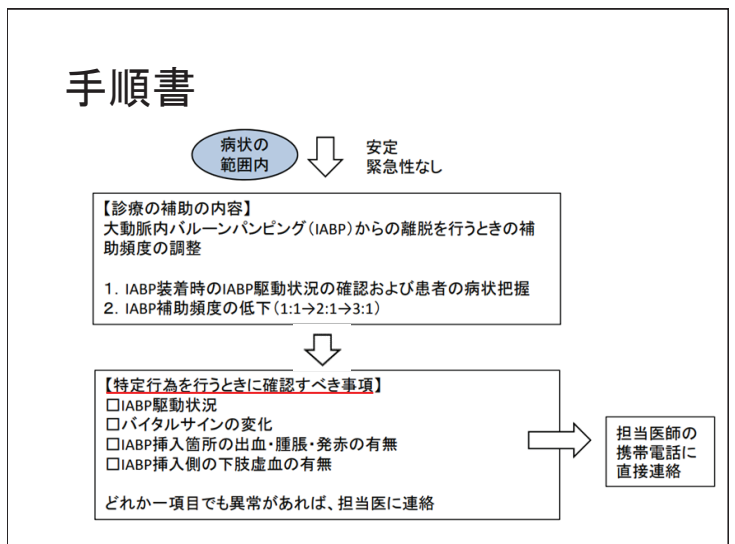 手順書
病状の
範囲内
安定
緊急性なし
【診療の補助の内容】
大動脈内バルーンパンピング(IABP)からの離脱を行うときの補
助頻度の調整
1. IABP装着時のIABP駆動状況の確認および患者の病状把握
2. IABP補助頻度の低下(1:1→2:1→3:1)
【特定行為を行うときに確認すべき事項】
□IABP駆動状況
□バイタルサインの変化
□IABP挿入箇所の出血・腫脹・発赤の有無
□IABP挿入側の下肢虚血の有無
どれか一項目でも異常があれば、担当医に連絡
担当医師の
携帯電話に
直接連絡